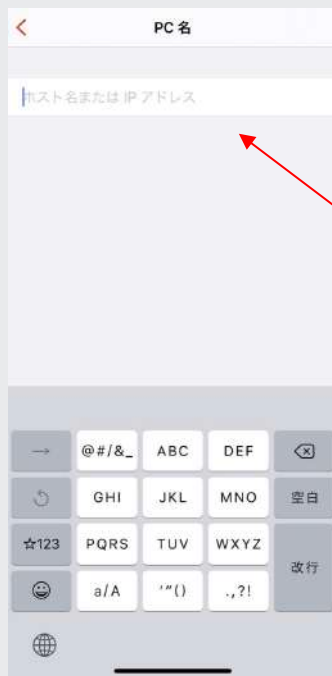 PC 名
ホスト名または IP アドレス
→ @#/&_ ABC DEF
GHI JKL MNO 空白
☆123 PQRS TUV WXYZ
改行
a/A '"() .,?!